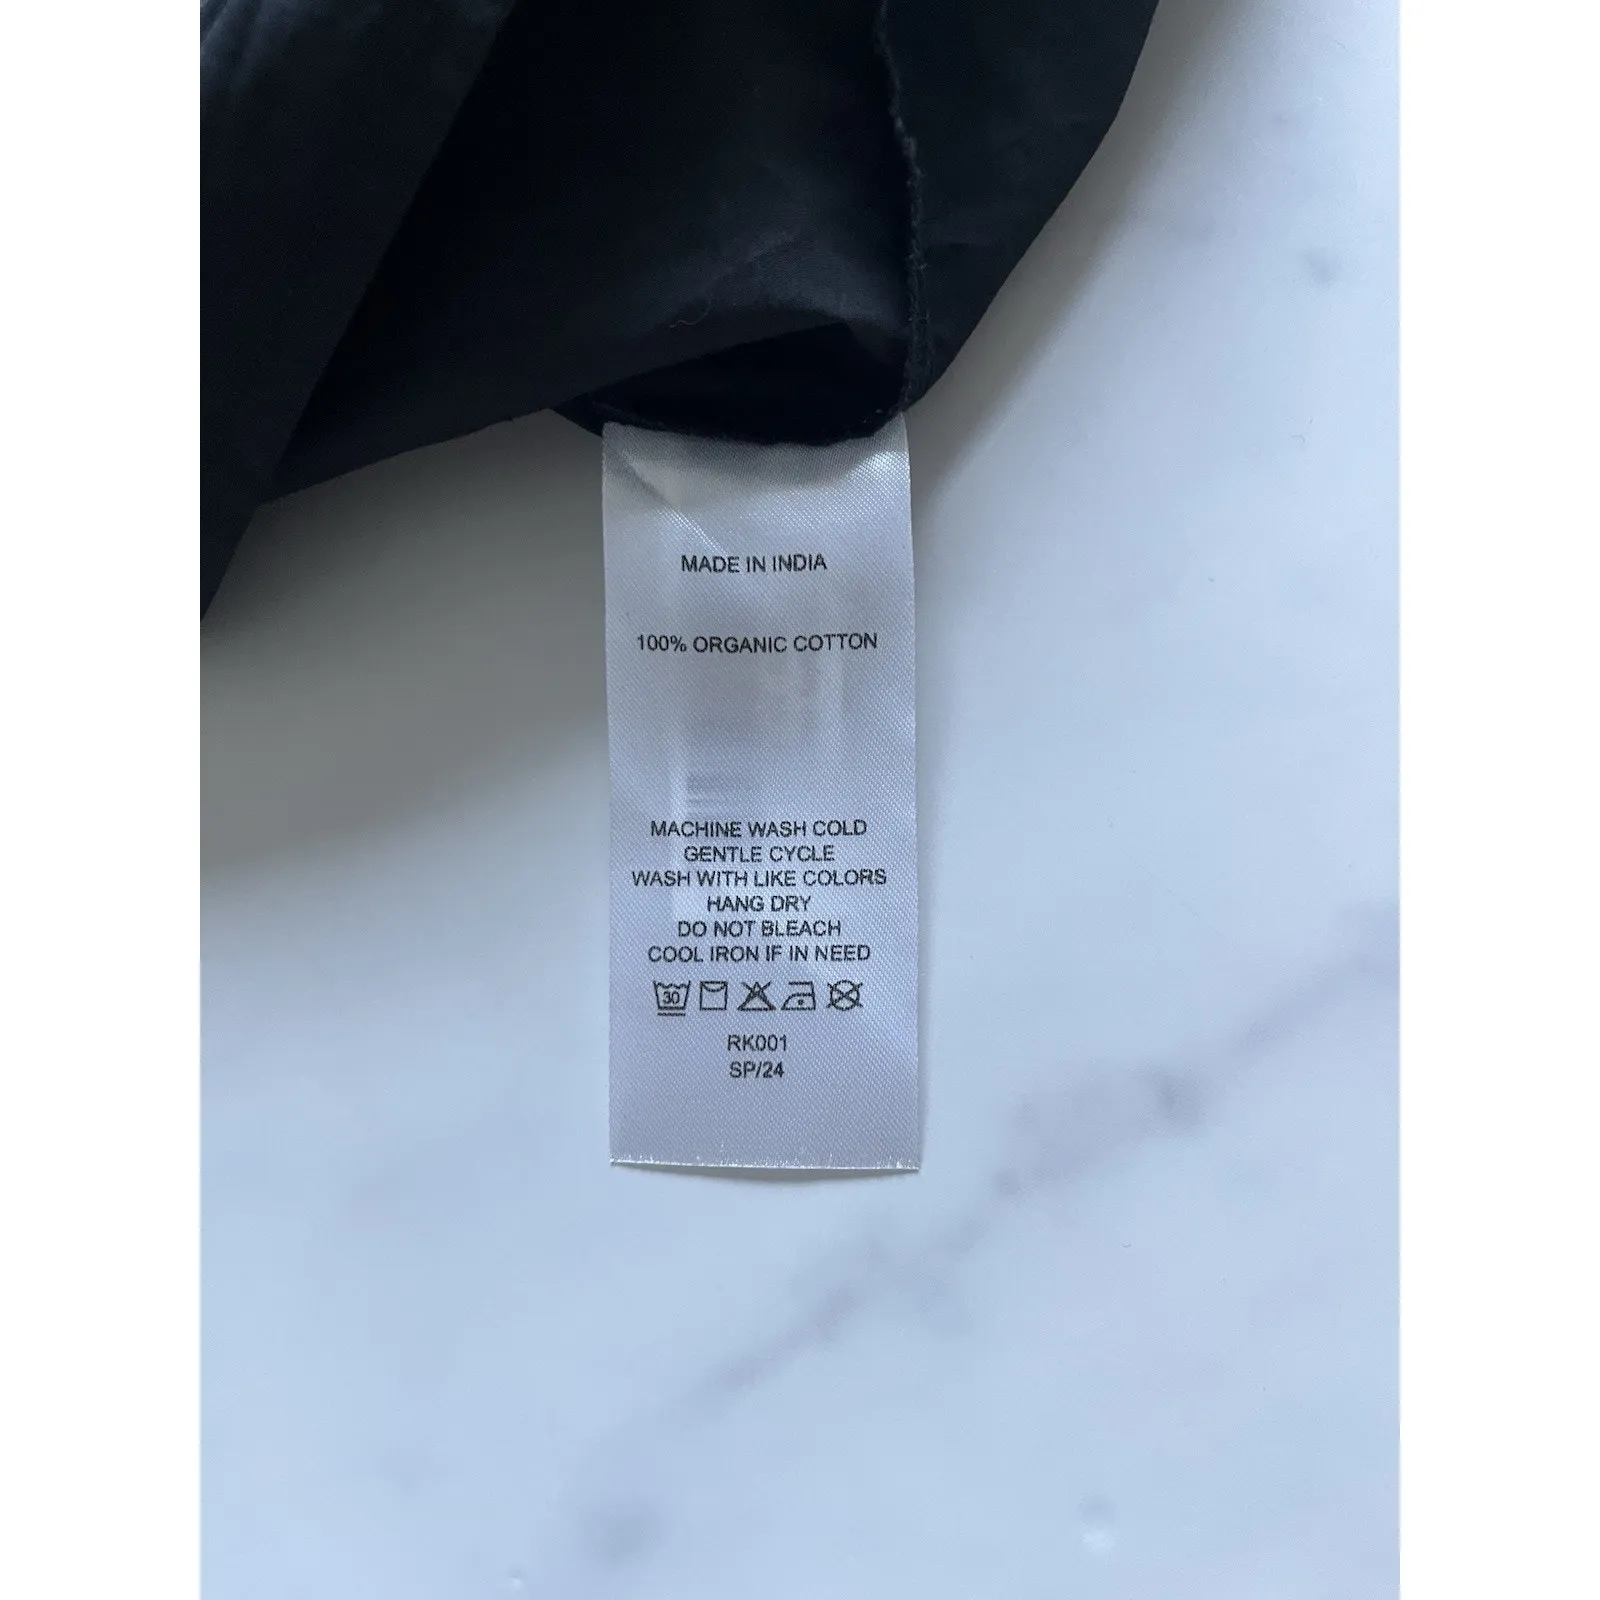 MADE IN INDIA
100% ORGANIC COTTON
MACHINE WASH COLD
GENTLE CYCLE
WASH WITH LIKE COLORS
HANG DRY
DO NOT BLEACH
COOL IRON IF IN NEED
30
RK001
SP/24